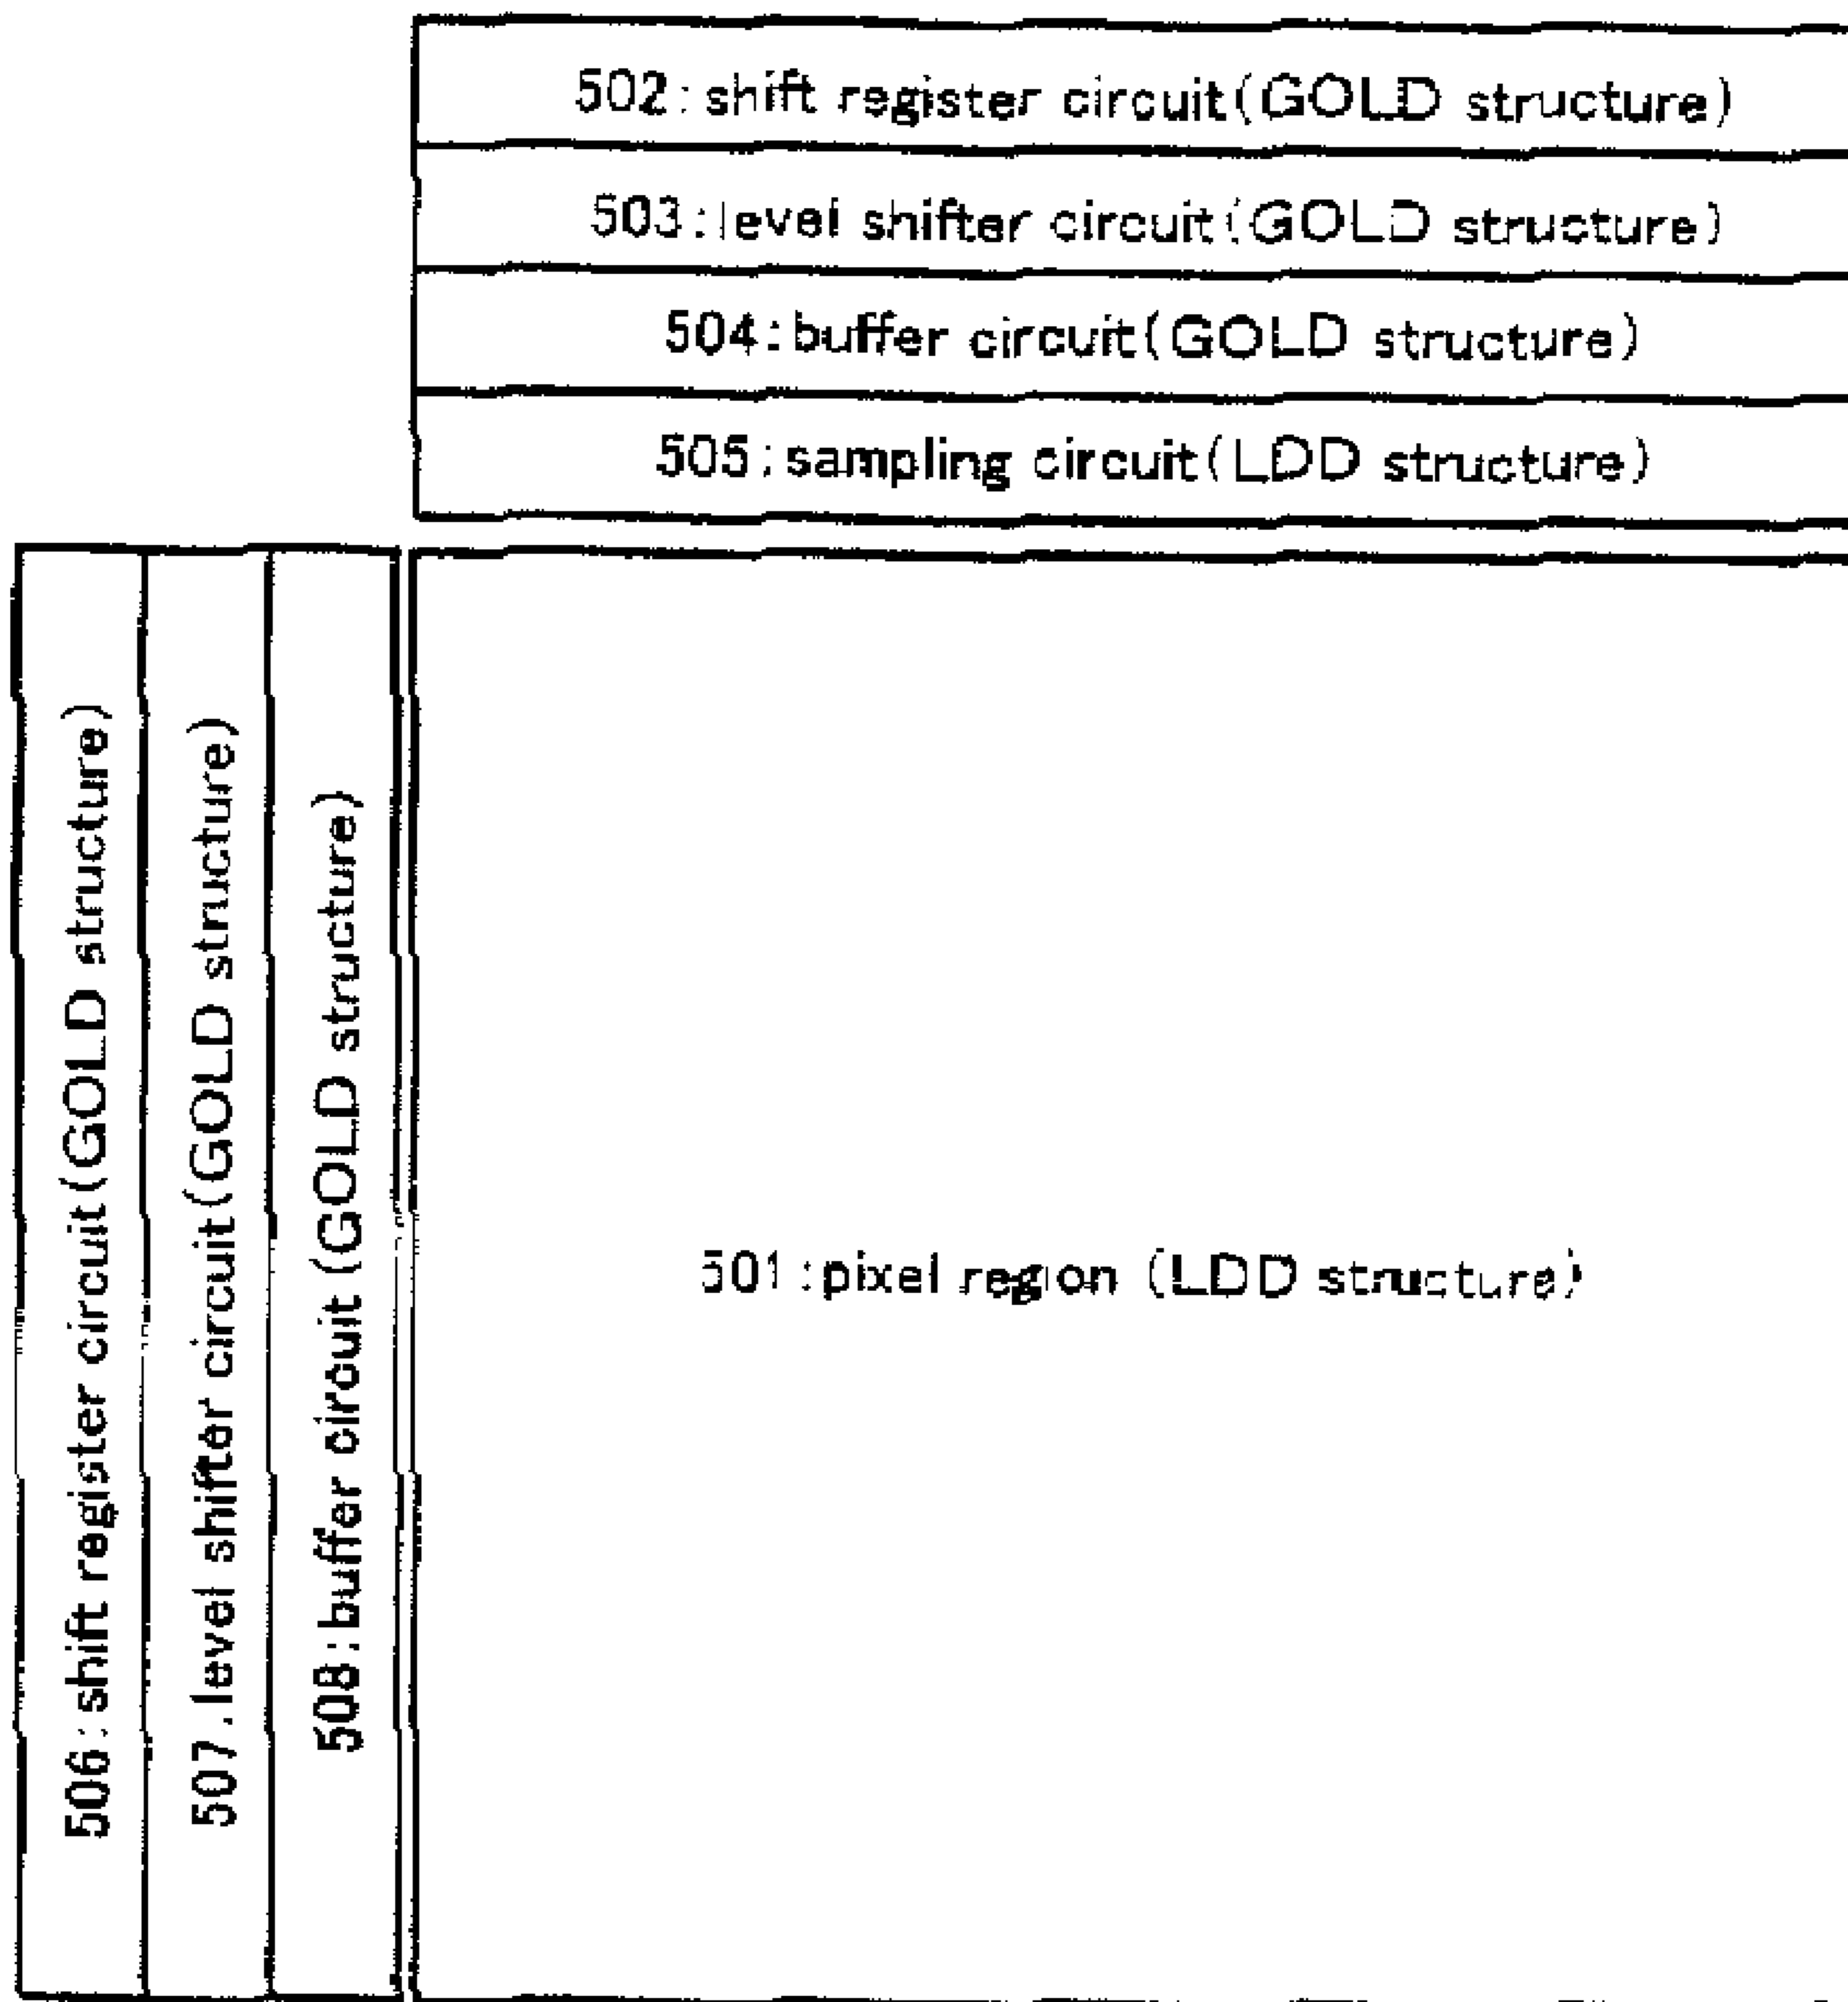 502:shift register circuit(GOLD structure)
503:level shifter circuit(GOLD structure)
504:buffer circuit(GOLD structure)
505:sampling circuit(LDD structure)
506:shift register circuit(GOLD structure)
507.level shifter circuit(GOLD structure)
508:buffer circuit (GOLD structure)
501:pixel region (LDD structure)